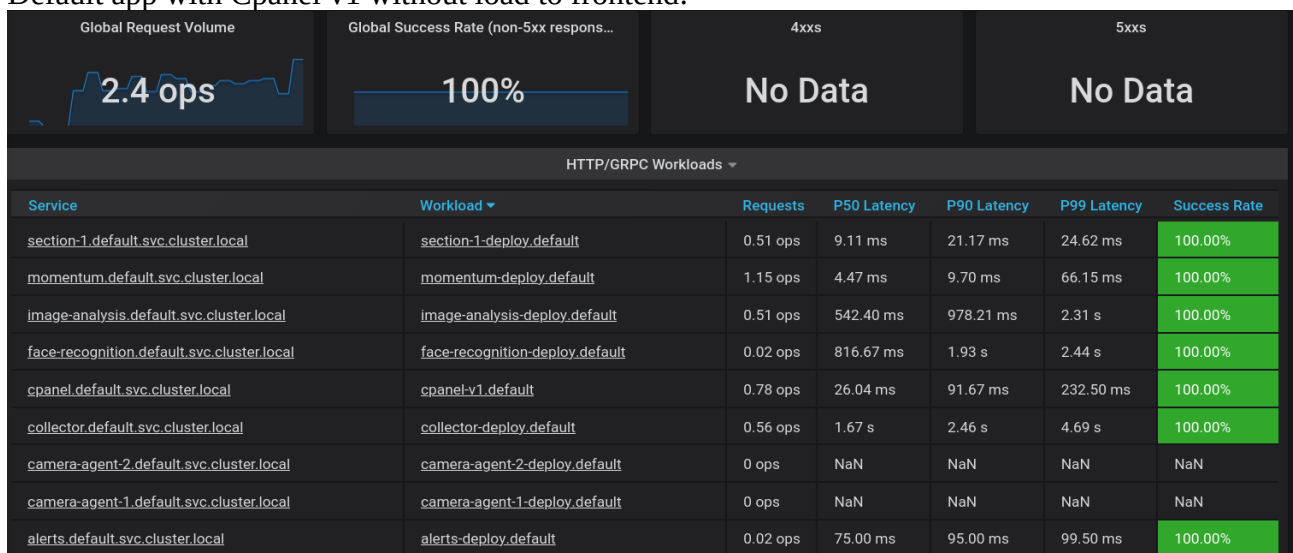 Default app with Cpanel v1 without load to frontend:
Global Request Volume
Global Success Rate (non-5xx respons...
4xxs
5xxs
2.4 ops
100%
No Data
No Data
HTTP/GRPC Workloads
Service Workload Requests P50 Latency P90 Latency P99 Latency Success Rate
section-1.default.svc.cluster.local section-1-deploy.default 0.51 ops 9.11 ms 21.17 ms 24.62 ms 100.00%
momentum.default.svc.cluster.local momentum-deploy.default 1.15 ops 4.47 ms 9.70 ms 66.15 ms 100.00%
image-analysis.default.svc.cluster.local image-analysis-deploy.default 0.51 ops 542.40 ms 978.21 ms 2.31 s 100.00%
face-recognition.default.svc.cluster.local face-recognition-deploy.default 0.02 ops 816.67 ms 1.93 s 2.44 s 100.00%
cpanel.default.svc.cluster.local cpanel-v1.default 0.78 ops 26.04 ms 91.67 ms 232.50 ms 100.00%
collector.default.svc.cluster.local collector-deploy.default 0.56 ops 1.67 s 2.46 s 4.69 s 100.00%
camera-agent-2.default.svc.cluster.local camera-agent-2-deploy.default 0 ops NaN NaN NaN NaN
camera-agent-1.default.svc.cluster.local camera-agent-1-deploy.default 0 ops NaN NaN NaN NaN
alerts.default.svc.cluster.local alerts-deploy.default 0.02 ops 75.00 ms 95.00 ms 99.50 ms 100.00%